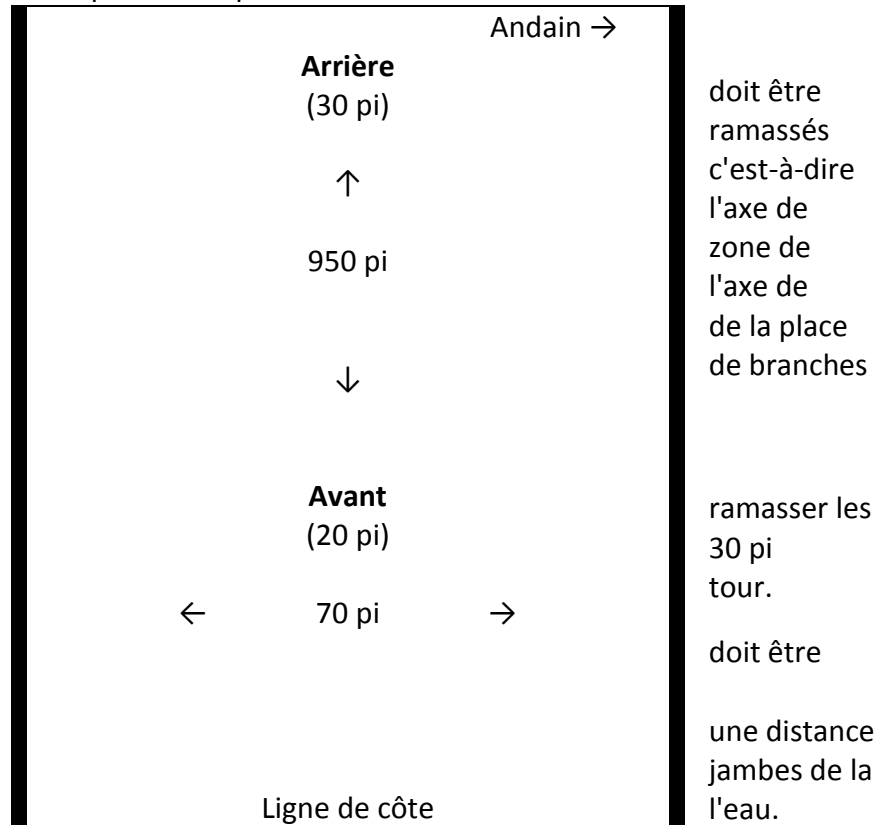 Andain →
Arrière
(30 pi)
↑
950 pi
↓
Avant
(20 pi)
← 70 pi →
Ligne de côte
doit être
ramassés
c'est-à-dire
l'axe de
zone de
l'axe de
de la place
de branches
ramasser les
30 pi
tour.
doit être
une distance
jambes de la
l'eau.